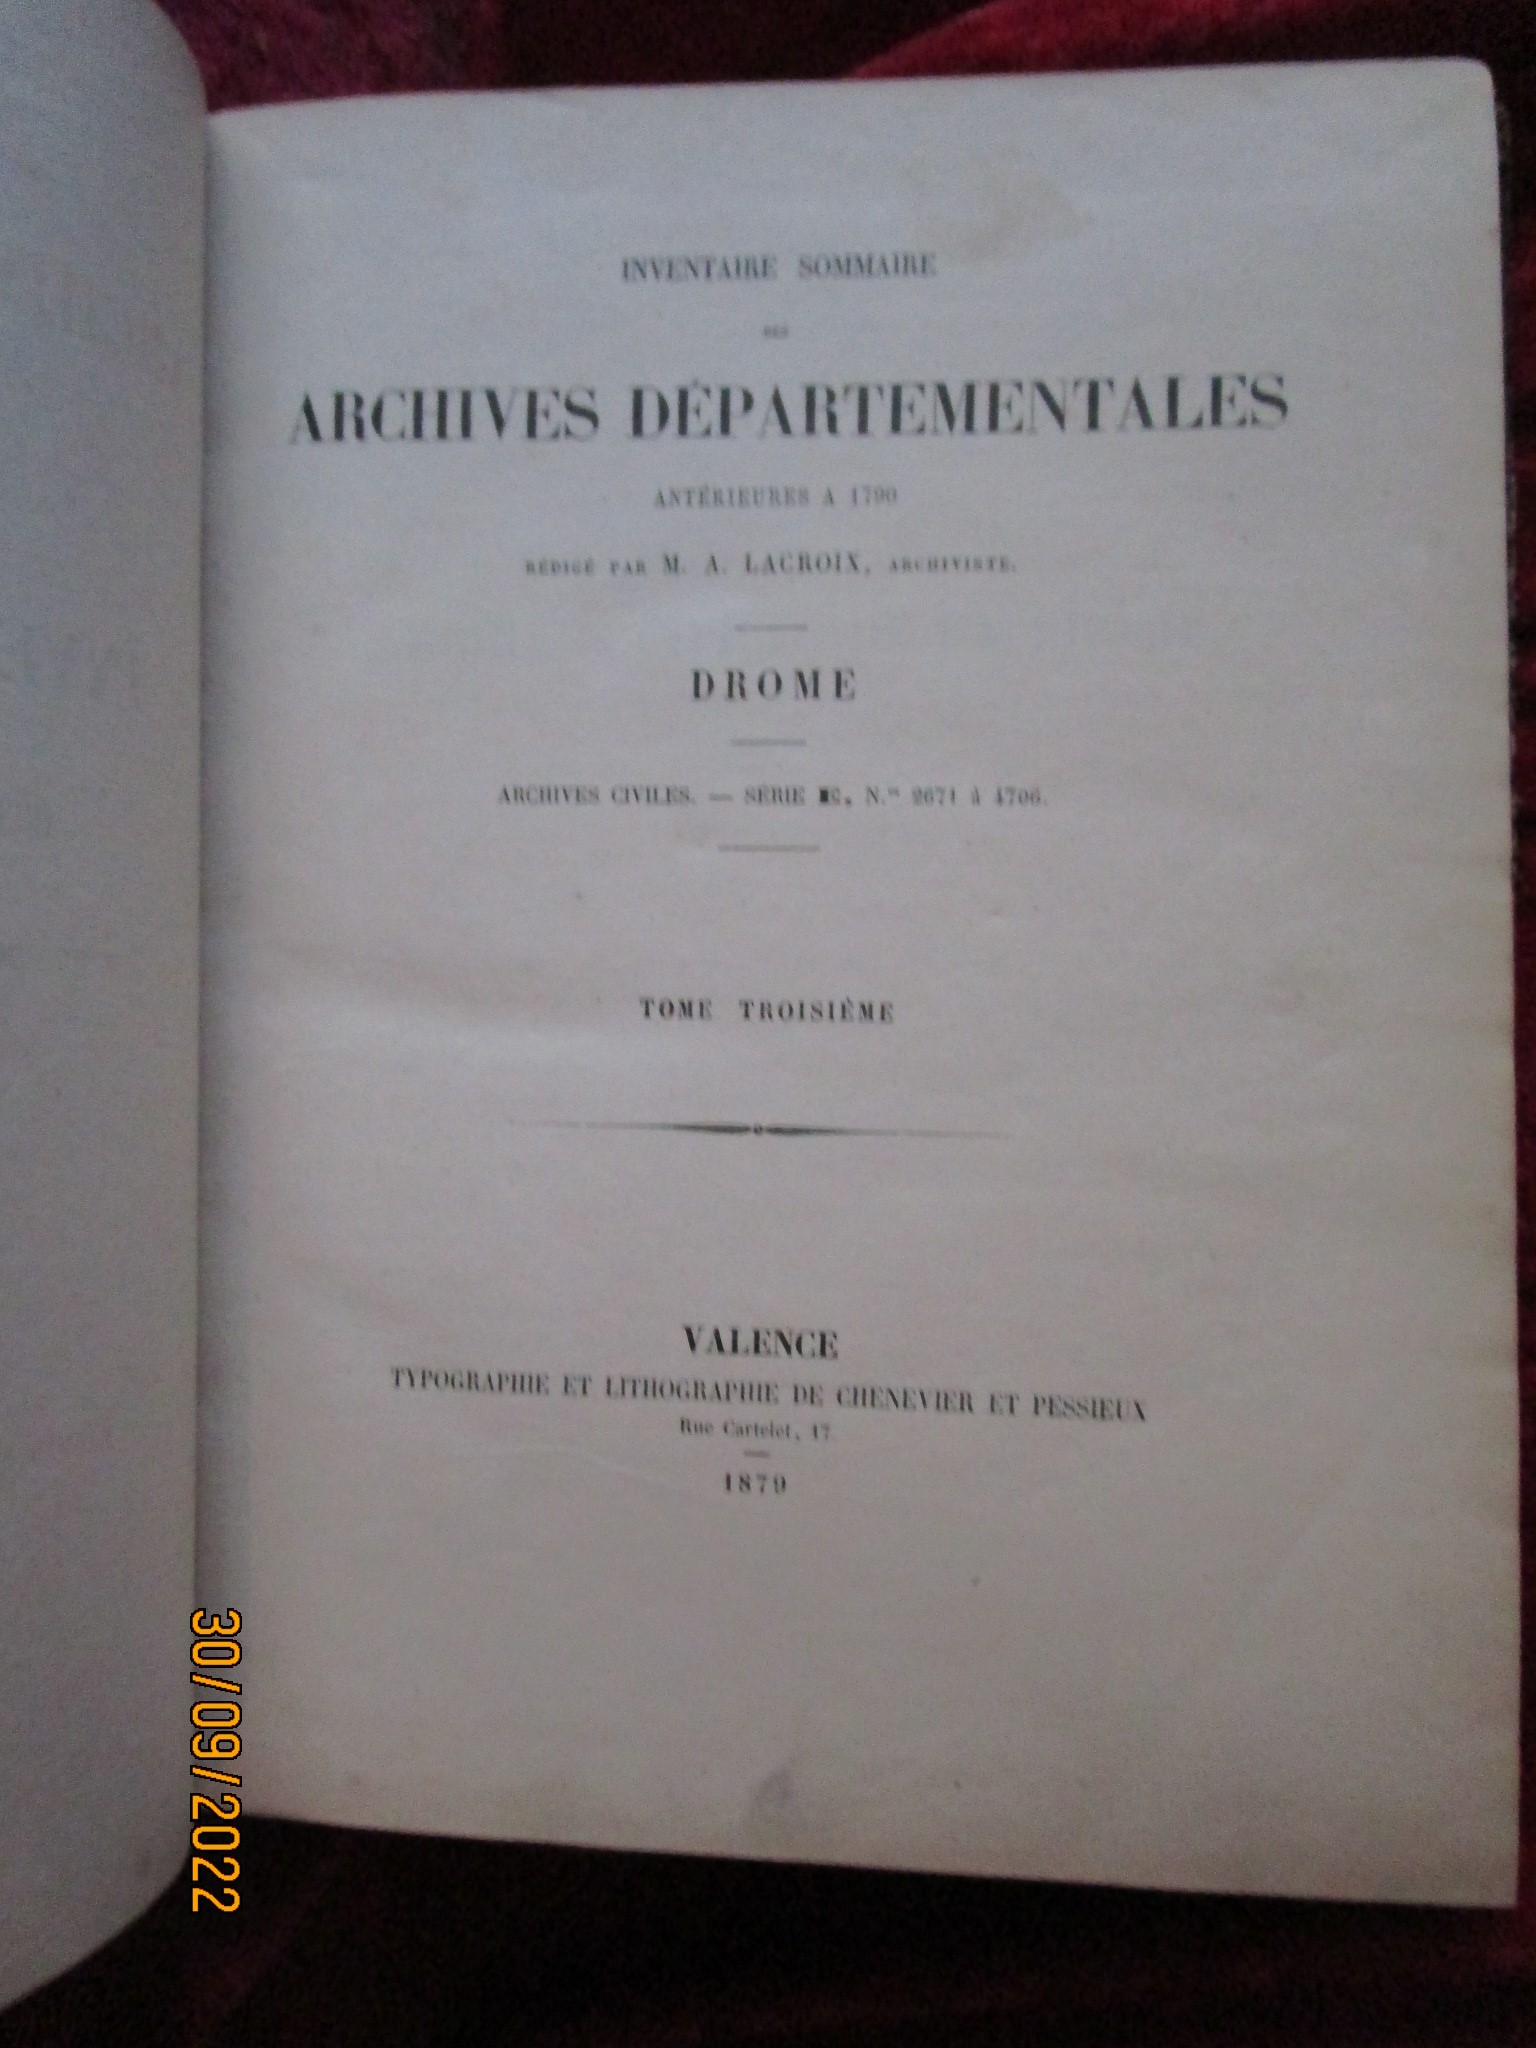 INVENTAIRE SOMMAIRE
DES
ARCHIVES DÉPARTEMENTALES
ANTÉRIEURES A 1790
RÉDIGÉ PAR M. A. LACROIX, ARCHIVISTE.
DROME
ARCHIVES CIVILES. — SÉRIE N.os 2671 à 4706.
TOME TROISIÈME
VALENCE
TYPOGRAPHIE ET LITHOGRAPHIE DE CHENEVIER ET PESSIEUX
Rue Cartelet, 17
1879
30/09/2022